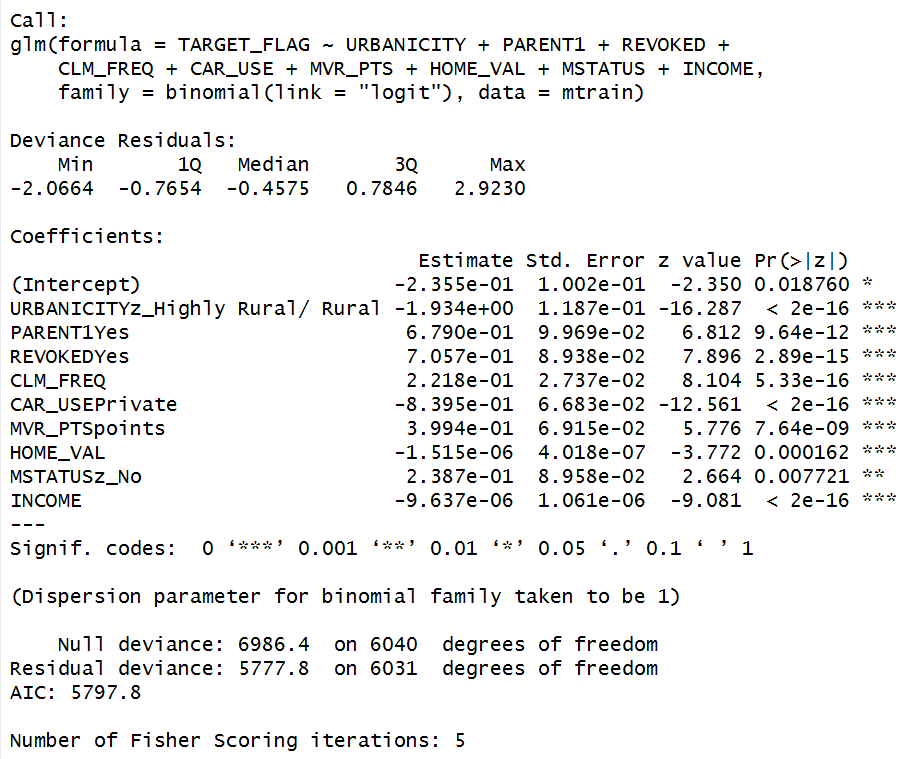 Call:
glm(formula = TARGET_FLAG ~ URBANICITY + PARENT1 + REVOKED +
    CLM_FREQ + CAR_USE + MVR_PTS + HOME_VAL + MSTATUS + INCOME,
    family = binomial(link = "logit"), data = mtrain)

Deviance Residuals:
    Min      1Q  Median      3Q     Max
-2.0664 -0.7654 -0.4575  0.7846  2.9230

Coefficients:
                                  Estimate Std. Error z value Pr(>|z|)
(Intercept)                     -2.355e-01  1.002e-01  -2.350 0.018760 *
URBANICITYz_Highly Rural/ Rural -1.934e+00  1.187e-01 -16.287  < 2e-16 ***
PARENT1Yes                       6.790e-01  9.969e-02   6.812 9.64e-12 ***
REVOKEDYes                       7.057e-01  8.938e-02   7.896 2.89e-15 ***
CLM_FREQ                         2.218e-01  2.737e-02   8.104 5.33e-16 ***
CAR_USEPrivate                  -8.395e-01  6.683e-02 -12.561  < 2e-16 ***
MVR_PTSpoints                    3.994e-01  6.915e-02   5.776 7.64e-09 ***
HOME_VAL                        -1.515e-06  4.018e-07  -3.772 0.000162 ***
MSTATUSz_No                      2.387e-01  8.958e-02   2.664 0.007721 **
INCOME                          -9.637e-06  1.061e-06  -9.081  < 2e-16 ***
---
Signif. codes:  0 ‘***’ 0.001 ‘**’ 0.01 ‘*’ 0.05 ‘.’ 0.1 ‘ ’ 1

(Dispersion parameter for binomial family taken to be 1)

    Null deviance: 6986.4  on 6040  degrees of freedom
Residual deviance: 5777.8  on 6031  degrees of freedom
AIC: 5797.8

Number of Fisher Scoring iterations: 5